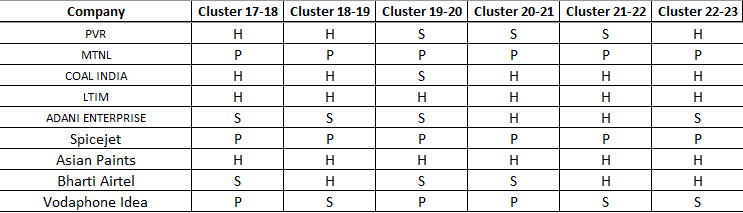 Company Cluster 17-18 Cluster 18-19 Cluster 19-20 Cluster 20-21 Cluster 21-22 Cluster 22-23
PVR H H S S S H
MTNL P P P P P P
COAL INDIA H H S H H H
LTIM H H H H H H
ADANI ENTERPRISE S S S H H S
Spicejet P P P P P P
Asian Paints H H H H H H
Bharti Airtel S H S S H H
Vodaphone Idea P S P P S S